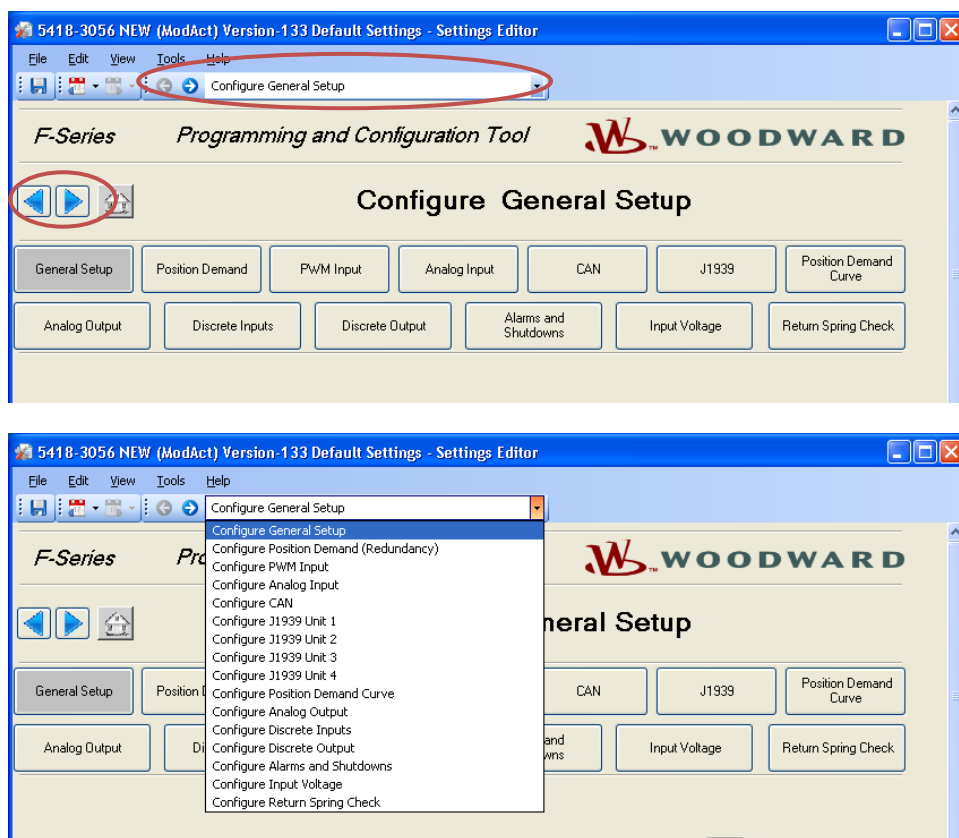 5418-3056 NEW (ModAct) Version-133 Default Settings - Settings Editor
File Edit View Tools Help
Configure General Setup
F-Series Programming and Configuration Tool WOODWARD
Configure General Setup
General Setup Position Demand PWM Input Analog Input CAN J1939 Position Demand Curve
Analog Output Discrete Inputs Discrete Output Alarms and Shutdowns Input Voltage Return Spring Check
5418-3056 NEW (ModAct) Version-133 Default Settings - Settings Editor
File Edit View Tools Help
Configure General Setup
Configure General Setup
Configure Position Demand (Redundancy)
Configure PWM Input
Configure Analog Input
Configure CAN
Configure J1939 Unit 1
Configure J1939 Unit 2
Configure J1939 Unit 3
Configure J1939 Unit 4
Configure Position Demand Curve
Configure Analog Output
Configure Discrete Inputs
Configure Discrete Output
Configure Alarms and Shutdowns
Configure Input Voltage
Configure Return Spring Check
F-Series Pro WOODWARD
neral Setup
General Setup Position D CAN J1939 Position Demand Curve
Analog Output Di and wns Input Voltage Return Spring Check